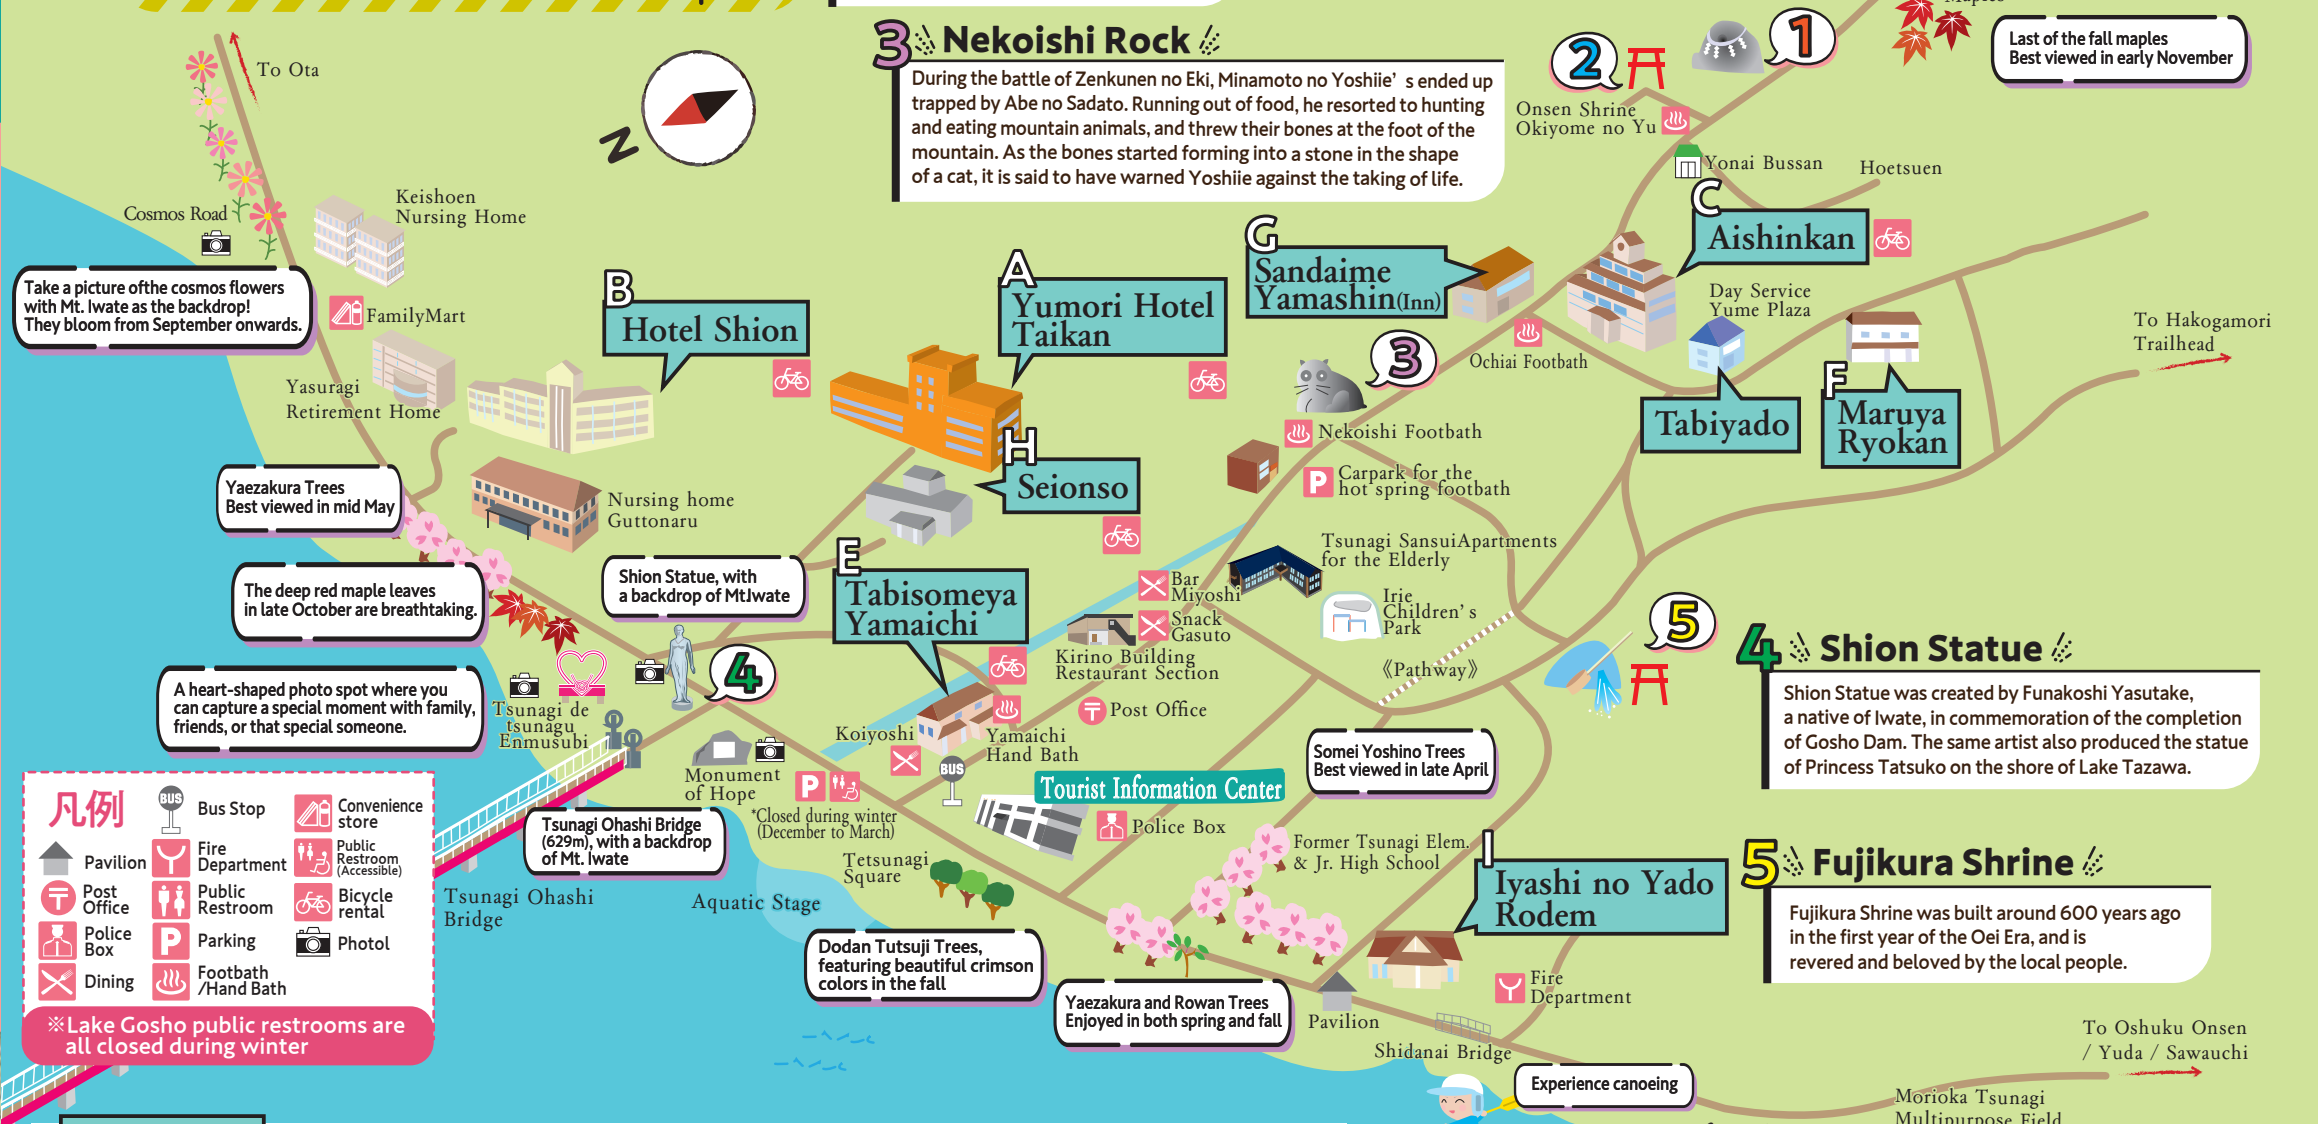 3 Nekoishi Rock
During the battle of Zenkunen no Eki, Minamoto no Yoshiie’ s ended up
trapped by Abe no Sadato. Running out of food, he resorted to hunting
and eating mountain animals, and threw their bones at the foot of the
mountain. As the bones started forming into a stone in the shape
of a cat, it is said to have warned Yoshiie against the taking of life.
1
2
Last of the fall maples
Best viewed in early November
To Ota
N
Onsen Shrine
Okiyome no Yu
Yonai Bussan
Hoetsuen
Keishoen
Nursing Home
Cosmos Road
C
Aishinkan
G
Sandaime
Yamashin(Inn)
A
Yumori Hotel
Taikan
B
Hotel Shion
Take a picture ofthe cosmos flowers
with Mt. Iwate as the backdrop!
They bloom from September onwards.
FamilyMart
Day Service
Yume Plaza
To Hakogamori
Trailhead
Ochiai Footbath
3
F
Maruya
Ryokan
Tabiyado
Yasuragi
Retirement Home
Nekoishi Footbath
H
Seionso
P
Carpark for the
hot spring footbath
Yaezakura Trees
Best viewed in mid May
Nursing home
Guttonaru
Tsunagi SansuiApartments
for the Elderly
The deep red maple leaves
in late October are breathtaking.
Shion Statue, with
a backdrop of Mt.Iwate
E
Tabisomeya
Yamaichi
Bar
Miyoshi
Snack
Gasuto
Irie
Children’ s
Park
Kirino Building
Restaurant Section
《Pathway》
5
4
4 Shion Statue
Shion Statue was created by Funakoshi Yasutake,
a native of Iwate, in commemoration of the completion
of Gosho Dam. The same artist also produced the statue
of Princess Tatsuko on the shore of Lake Tazawa.
A heart-shaped photo spot where you
can capture a special moment with family,
friends, or that special someone.
Tsunagi de
tsunagu
Enmusubi
〒
Post Office
Koiyoshi
Yamaichi
Hand Bath
BUS
Monument
of Hope
P
*Closed during winter
(December to March)
Tourist Information Center
Police Box
Somei Yoshino Trees
Best viewed in late April
Tsunagi Ohashi Bridge
(629m), with a backdrop
of Mt. Iwate
Tetsunagi
Square
Former Tsunagi Elem.
& Jr. High School
I
Iyashi no Yado
Rodem
5 Fujikura Shrine
Fujikura Shrine was built around 600 years ago
in the first year of the Oei Era, and is
revered and beloved by the local people.
Tsunagi Ohashi
Bridge
Aquatic Stage
Dodan Tutsuji Trees,
featuring beautiful crimson
colors in the fall
Yaezakura and Rowan Trees
Enjoyed in both spring and fall
Pavilion
Fire
Department
Shidanai Bridge
Experience canoeing
To Oshuku Onsen
/ Yuda / Sawauchi
Morioka Tsunagi
Multipurpose Field
凡例
BUS
Bus Stop
Convenience
store
Pavilion
Fire
Department
Public
Restroom
(Accessible)
〒
Post
Office
Public
Restroom
Bicycle
rental
Police
Box
P
Parking
Photol
Dining
Footbath
/Hand Bath
※Lake Gosho public restrooms are
all closed during winter